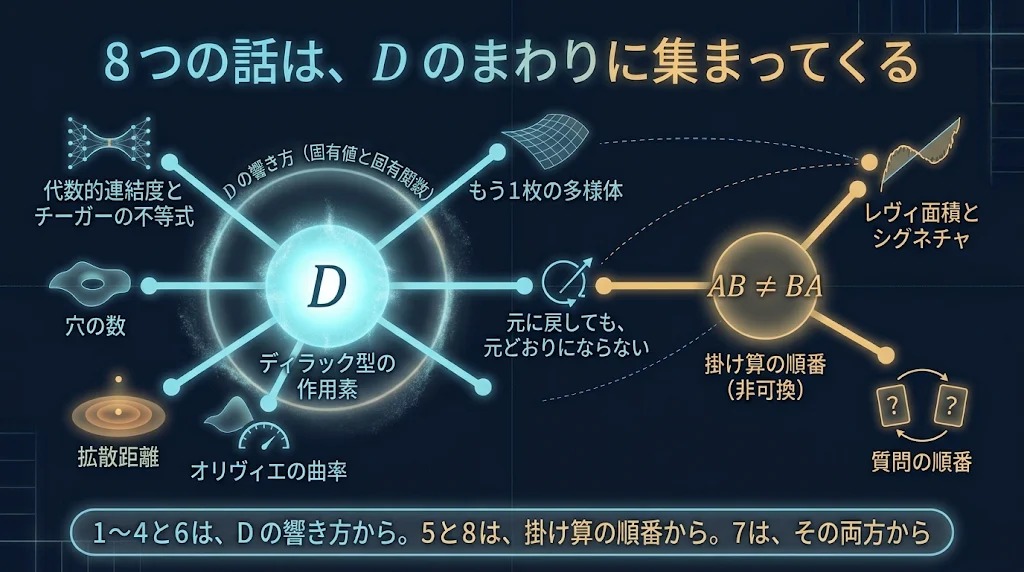 8つの話は、Dのまわりに集まってくる
Dの響き方（固有値と固有関数）
代数的連結度と
チーガーの不等式
もう1枚の多様体
レヴィ面積と
シグネチャ
D
AB ≠ BA
穴の数
元に戻しても、
元どおりにならない
ディラック型の
作用素
掛け算の順番
（非可換）
拡散距離
オリヴィエの曲率
? ?
質問の順番
1〜4と6は、Dの響き方から。5と8は、掛け算の順番から。7は、その両方から